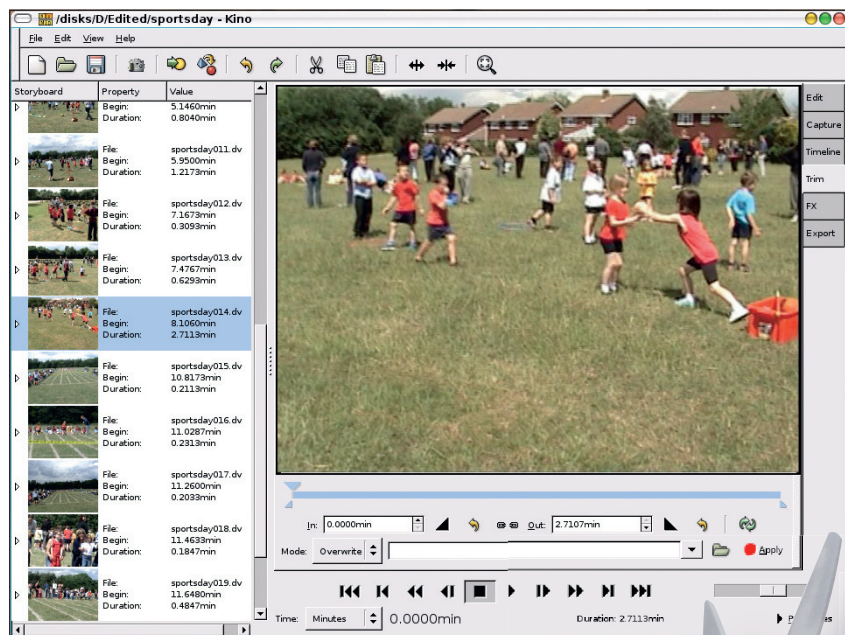 /disks/D/Edited/sportsday - Kino
File Edit View Help
Storyboard Property Value
Begin: 5.1460min
Duration: 0.8040min
File: sportsday011.dv
Begin: 5.9500min
Duration: 1.2173min
File: sportsday012.dv
Begin: 7.1673min
Duration: 0.3093min
File: sportsday013.dv
Begin: 7.4767min
Duration: 0.6293min
File: sportsday014.dv
Begin: 8.1060min
Duration: 2.7113min
File: sportsday015.dv
Begin: 10.8173min
Duration: 0.2113min
File: sportsday016.dv
Begin: 11.0287min
Duration: 0.2313min
File: sportsday017.dv
Begin: 11.2600min
Duration: 0.2033min
File: sportsday018.dv
Begin: 11.4633min
Duration: 0.1847min
File: sportsday019.dv
Begin: 11.6480min
Duration: 0.4847min
Edit
Capture
Timeline
Trim
FX
Export
In: 0.0000min Out: 2.7107min
Mode: Overwrite Apply
Time: Minutes 0.0000min Duration: 2.7113min